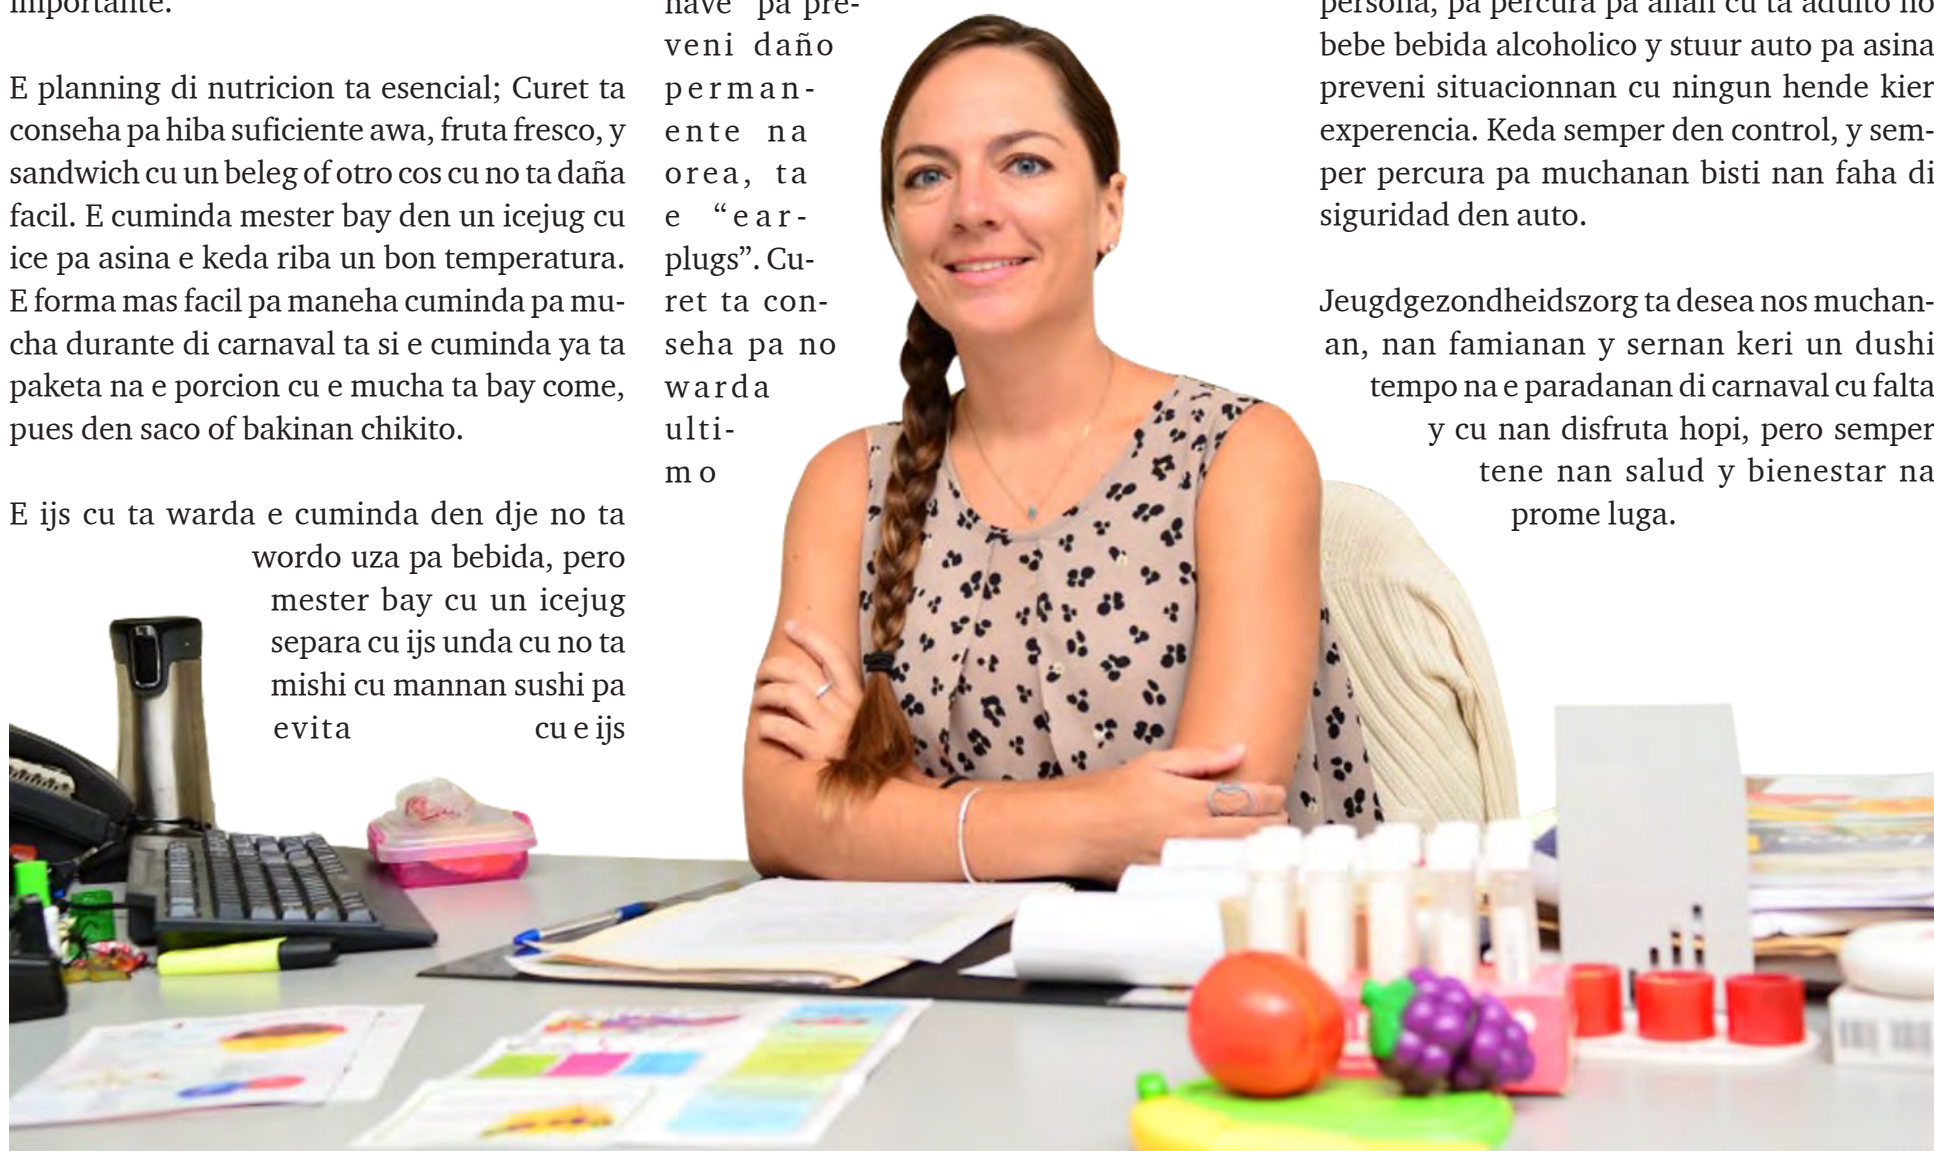 importante.
E planning di nutricion ta esencial; Curet ta
conseha pa hiba suficiente awa, fruta fresco, y
sandwich cu un beleg of otro cos cu no ta daña
facil. E cuminda mester bay den un icejug cu
ice pa asina e keda riba un bon temperatura.
E forma mas facil pa maneha cuminda pa mu-
cha durante di carnaval ta si e cuminda ya ta
paketa na e porcion cu e mucha ta bay come,
pues den saco of bakinan chikito.
E ijs cu ta warda e cuminda den dje no ta
wordo uza pa bebida, pero
mester bay cu un icejug
separa cu ijs unda cu no ta
mishi cu mannan sushi pa
evita cu e ijs
have pa pre-
veni daño
perman-
ente na
orea, ta
e “ear-
plugs”. Cu-
ret ta con-
seha pa no
warda
ulti-
mo
persona, pa percura pa añan cu ta adulto no
bebe bebida alcoholico y stuur auto pa asina
preveni situacionnan cu ningun hende kier
experencia. Keda semper den control, y sem-
per percura pa muchanan bisti nan faha di
siguridad den auto.
Jeugdgezondheidszorg ta desea nos muchan-
an, nan famianan y sernan keri un dushi
tempo na e paradanan di carnaval cu falta
y cu nan disfruta hopi, pero semper
tene nan salud y bienestar na
prome luga.